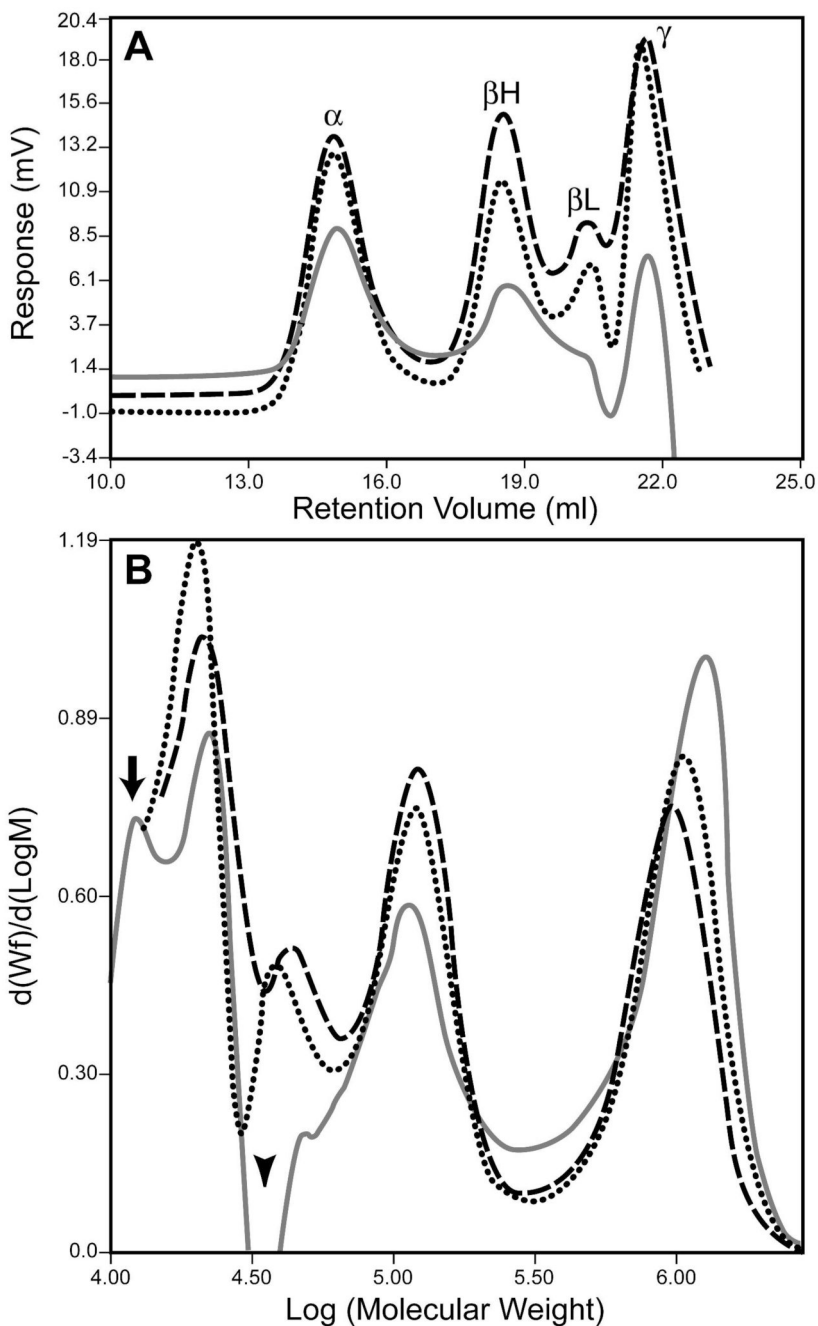 A
20.4
18.0
15.6
13.2
10.9
8.5
6.1
3.7
1.4
-1.0
-3.4
Response (mV)
α
βH
βL
γ
10.0 13.0 16.0 19.0 22.0 25.0
Retention Volume (ml)
B
1.19
0.89
0.60
0.30
0.0
d(Wf)/d(LogM)
4.00 4.50 5.00 5.50 6.00
Log (Molecular Weight)